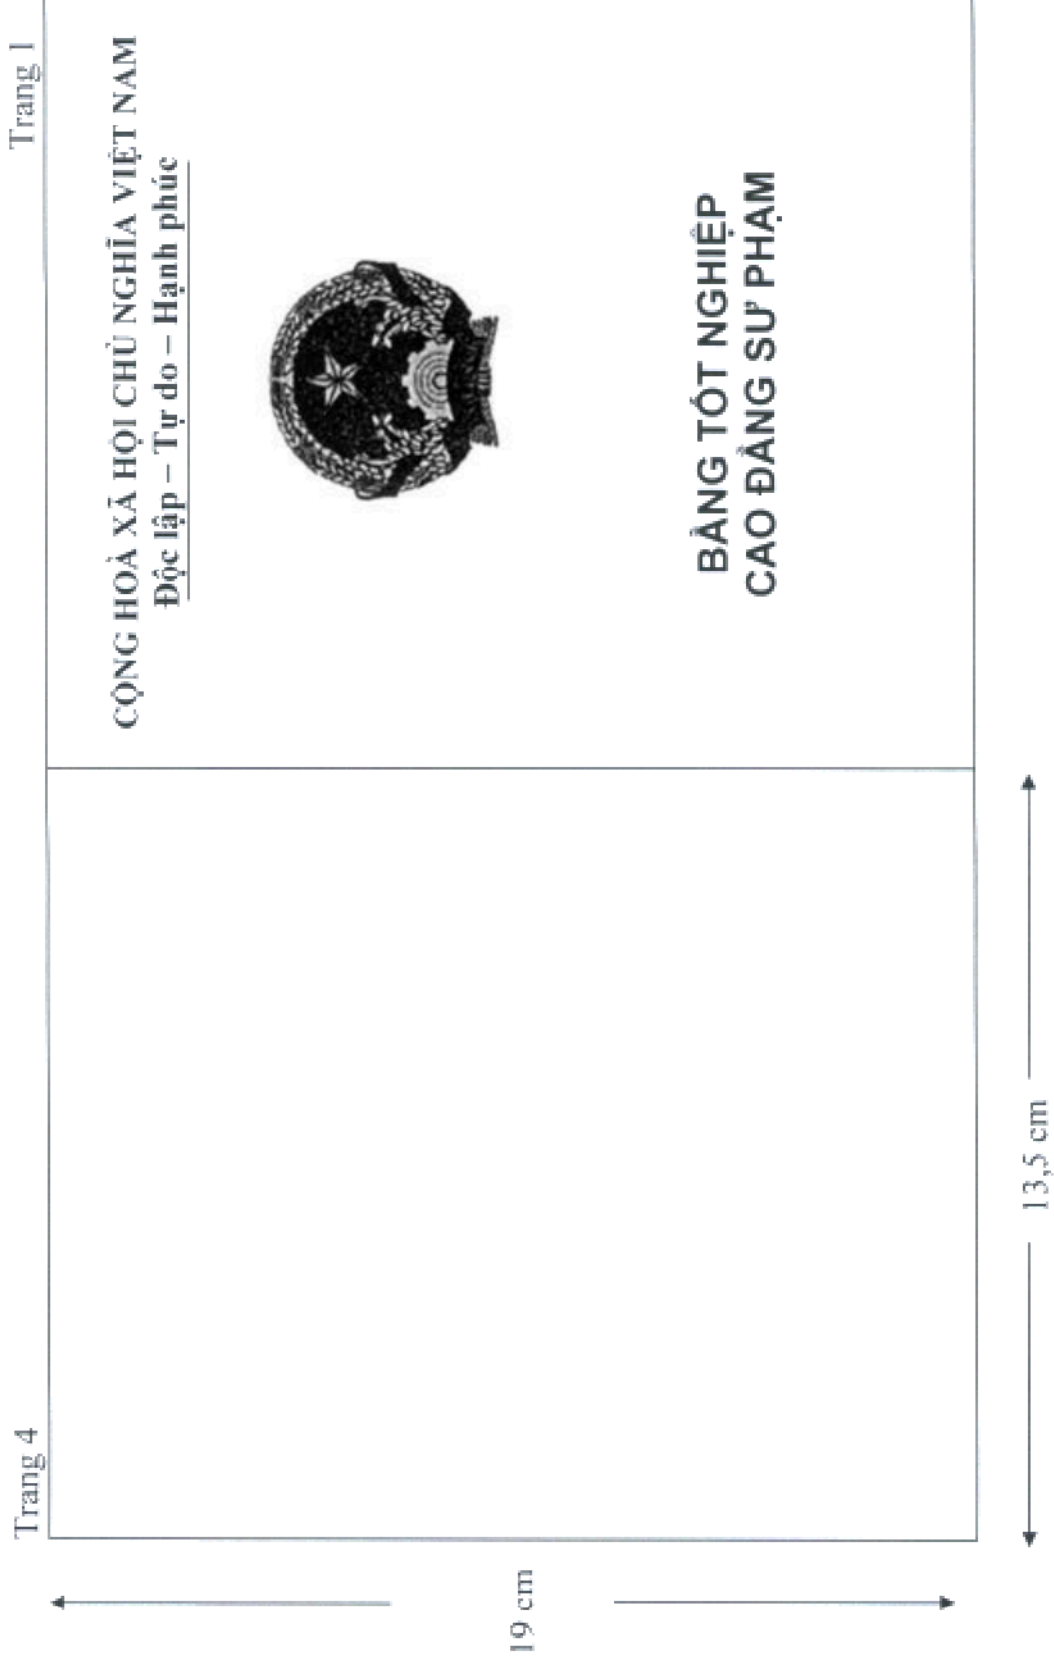 Trang 4
Trang 1
CỘNG HOÀ XÃ HỘI CHỦ NGHĨA VIỆT NAM
Độc lập – Tự do – Hạnh phúc
BẰNG TỐT NGHIỆP
CAO ĐẲNG SƯ PHẠM
19 cm
13,5 cm